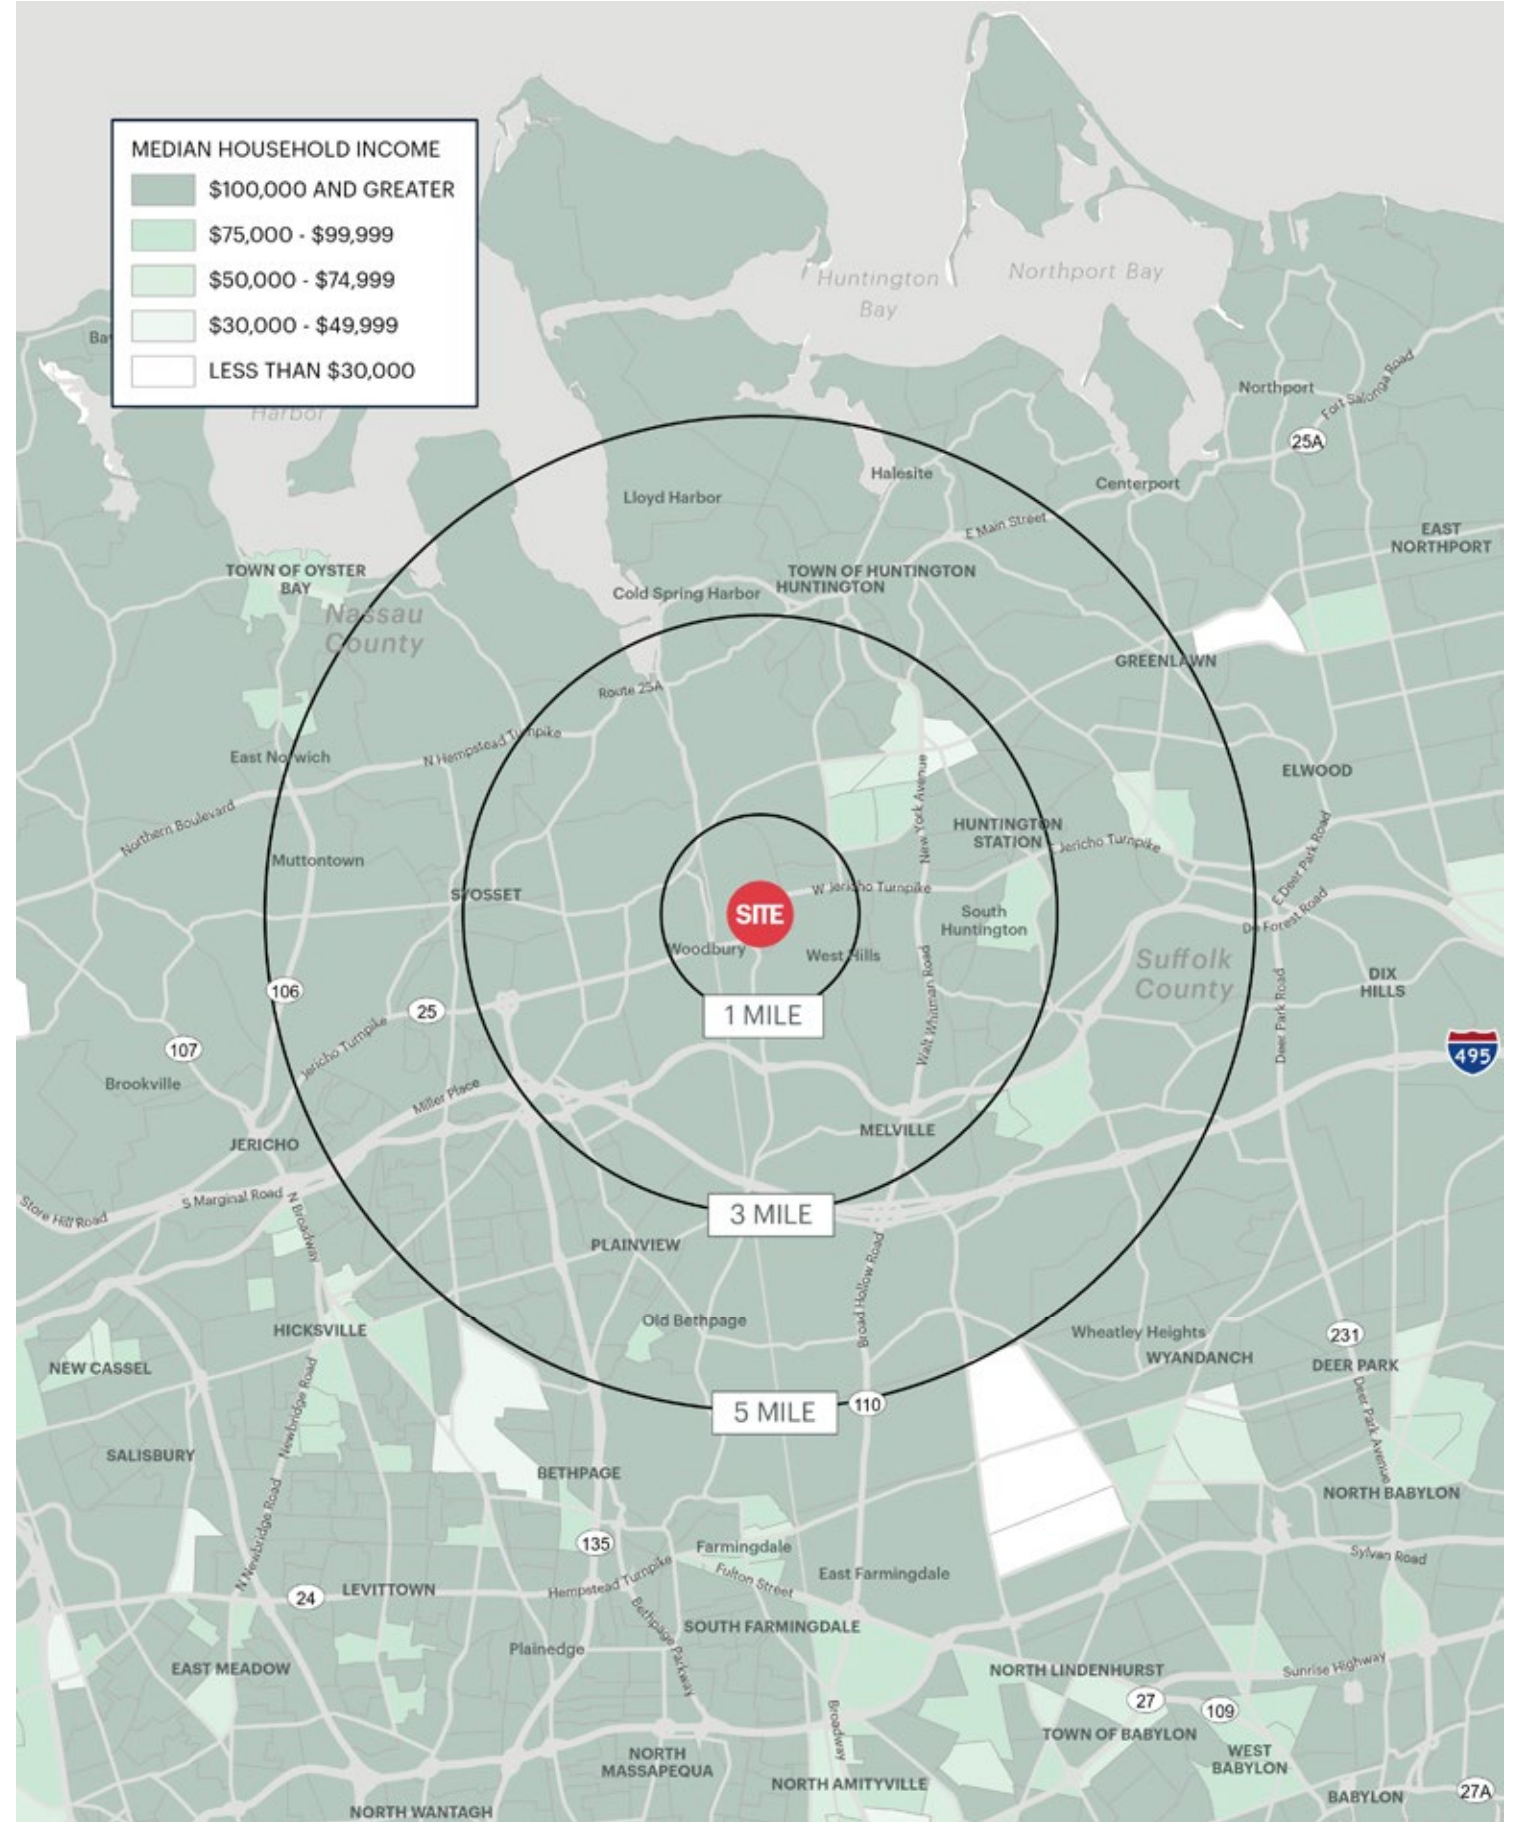 MEDIAN HOUSEHOLD INCOME
$100,000 AND GREATER
$75,000 - $99,999
$50,000 - $74,999
$30,000 - $49,999
LESS THAN $30,000
Huntington
Bay
Northport Bay
Harbor
Northport
Fort Salonga Road
25A
Halesite
Lloyd Harbor
Centerport
E Main Street
EAST
NORTHPORT
TOWN OF OYSTER
BAY
Nassau
County
Cold Spring Harbor
TOWN OF HUNTINGTON
HUNTINGTON
GREENLAWN
Route 25A
N Hempstead Turnpike
East Norwich
Northern Boulevard
New York Avenue
ELWOOD
HUNTINGTON
STATION
E Jericho Turnpike
E Deer Park Road
Muttontown
SYOSSET
W Jericho Turnpike
SITE
South
Huntington
De Forest Road
Woodbury
West Hills
Suffolk
County
DIX
HILLS
106
25
1 MILE
Walt Whitman Road
Deer Park Road
107
Jericho Turnpike
495
Brookville
Miller Place
JERICHO
MELVILLE
Store Hill Road
S Marginal Road
N Broadway
3 MILE
PLAINVIEW
Broad Hollow Road
Old Bethpage
HICKSVILLE
Wheatley Heights
231
NEW CASSEL
WYANDANCH
DEER PARK
Newbridge Road
5 MILE
110
Deer Park Avenue
SALISBURY
BETHPAGE
NORTH BABYLON
N Newbridge Road
135
Farmingdale
Sylvan Road
24
LEVITTOWN
Hempstead Turnpike
Fulton Street
East Farmingdale
Bethpage Parkway
SOUTH FARMINGDALE
Plainedge
EAST MEADOW
NORTH LINDENHURST
Sunrise Highway
27
109
Broadway
TOWN OF BABYLON
NORTH
MASSAPEQUA
WEST
BABYLON
NORTH AMITYVILLE
BABYLON
27A
NORTH WANTAGH